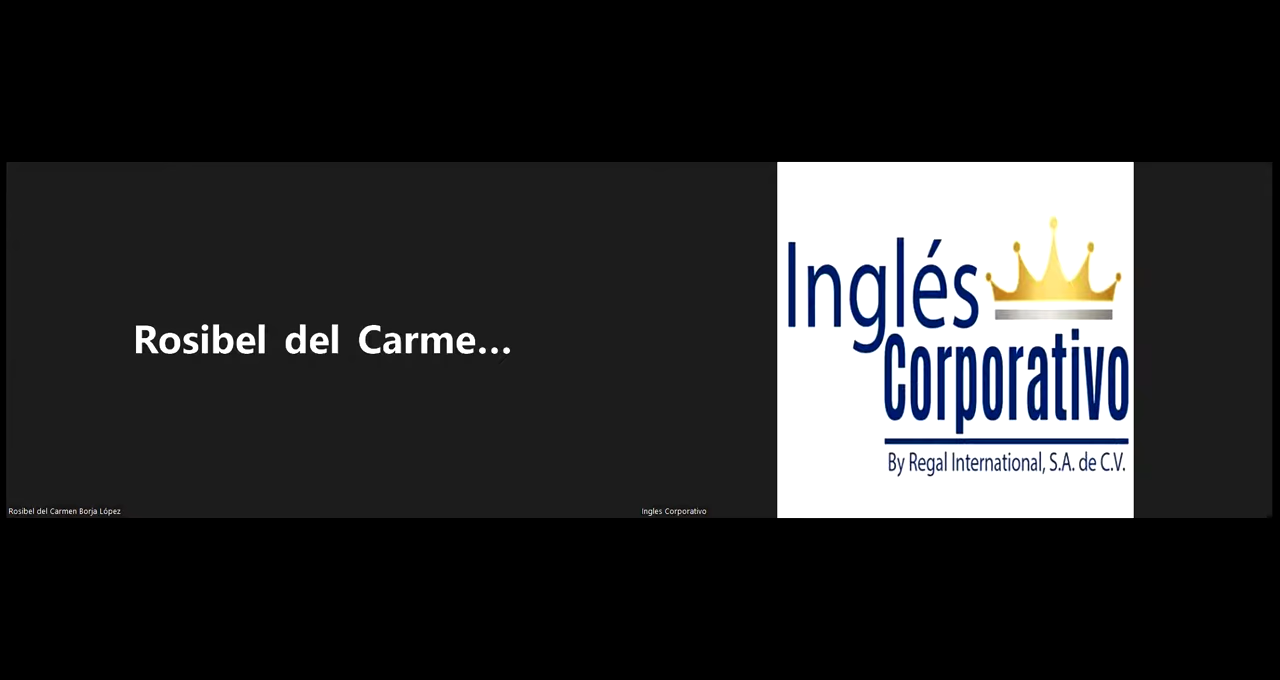 Rosibel del Carme...
Rosibel del Carmen Borja López
Inglés
Corporativo
By Regal International, S.A. de C.V.
Ingles Corporativo